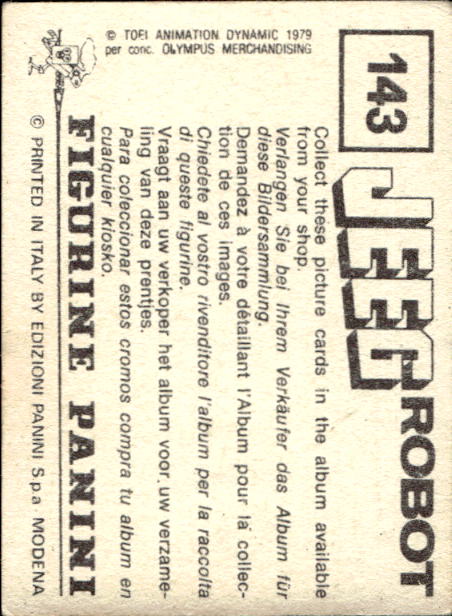 © TOEI ANIMATION DYNAMIC 1979
per conc. OLYMPUS MERCHANDISING
143
JEEG ROBOT
Collect these picture cards in the album available
from your shop.
Verlangen Sie bei Ihrem Verkäufer das Album für
diese Bildersammlung.
Demandez à votre détaillant l'Album pour la collec-
tion de ces images.
Chiedete al vostro rivenditore l'album per la raccolta
di queste figurine.
Vraagt aan uw verkoper het album voor uw verzame-
ling van deze prentjes.
Para coleccionar estos cromos compra tu album en
cualquier kiosko.
FIGURINE PANINI
© PRINTED IN ITALY BY EDIZIONI PANINI S.p.a. MODENA